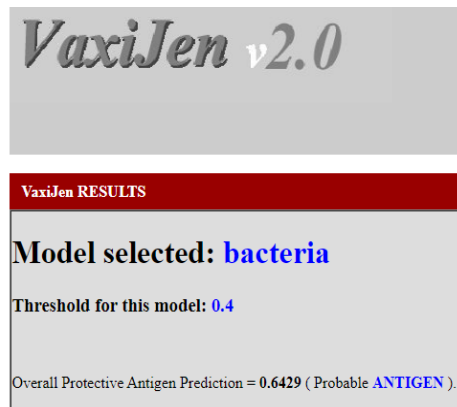 VaxiJen v2.0
VaxiJen RESULTS
Model selected: bacteria
Threshold for this model: 0.4
Overall Protective Antigen Prediction = 0.6429 ( Probable ANTIGEN ).